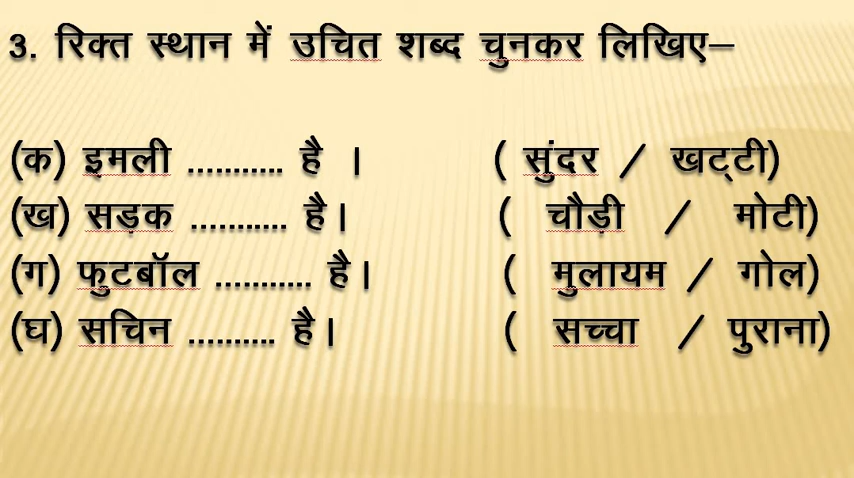 3. रिक्त स्थान में उचित शब्द चुनकर लिखिए–
(क) इमली ........... है । ( सुंदर / खट्‌टी)
(ख) सड़क ........... है। ( चौड़ी / मोटी)
(ग) फुटबॉल ........... है। ( मुलायम / गोल)
(घ) सचिन .......... है। ( सच्चा / पुराना)